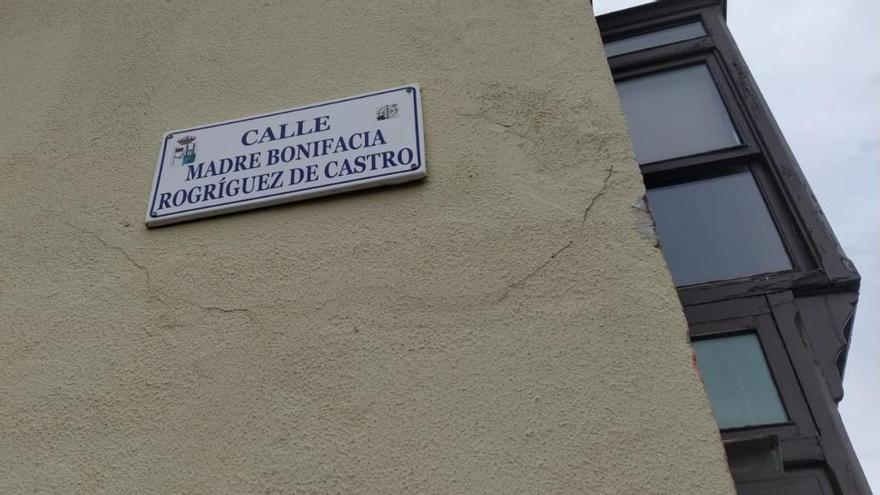 CALLE
MADRE BONIFACIA
ROGRÍGUEZ DE CASTRO